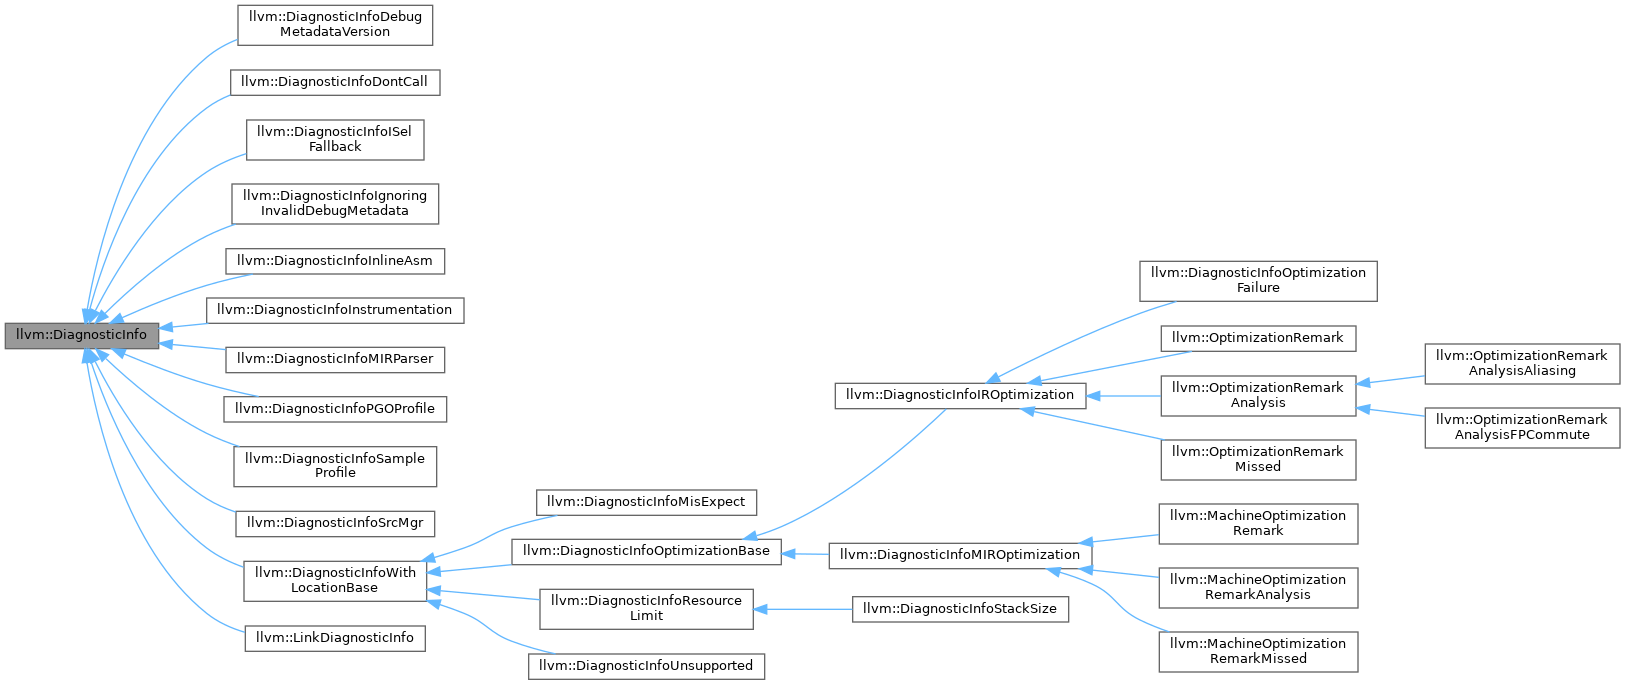 llvm::DiagnosticInfo
llvm::DiagnosticInfoDebug
MetadataVersion
llvm::DiagnosticInfoDontCall
llvm::DiagnosticInfoISel
Fallback
llvm::DiagnosticInfoIgnoring
InvalidDebugMetadata
llvm::DiagnosticInfoInlineAsm
llvm::DiagnosticInfoInstrumentation
llvm::DiagnosticInfoMIRParser
llvm::DiagnosticInfoPGOProfile
llvm::DiagnosticInfoSample
Profile
llvm::DiagnosticInfoSrcMgr
llvm::DiagnosticInfoWith
LocationBase
llvm::LinkDiagnosticInfo
llvm::DiagnosticInfoMisExpect
llvm::DiagnosticInfoOptimizationBase
llvm::DiagnosticInfoResource
Limit
llvm::DiagnosticInfoUnsupported
llvm::DiagnosticInfoIROptimization
llvm::DiagnosticInfoMIROptimization
llvm::DiagnosticInfoStackSize
llvm::DiagnosticInfoOptimization
Failure
llvm::OptimizationRemark
llvm::OptimizationRemark
Analysis
llvm::OptimizationRemark
Missed
llvm::MachineOptimization
Remark
llvm::MachineOptimization
RemarkAnalysis
llvm::MachineOptimization
RemarkMissed
llvm::OptimizationRemark
AnalysisAliasing
llvm::OptimizationRemark
AnalysisFPCommute